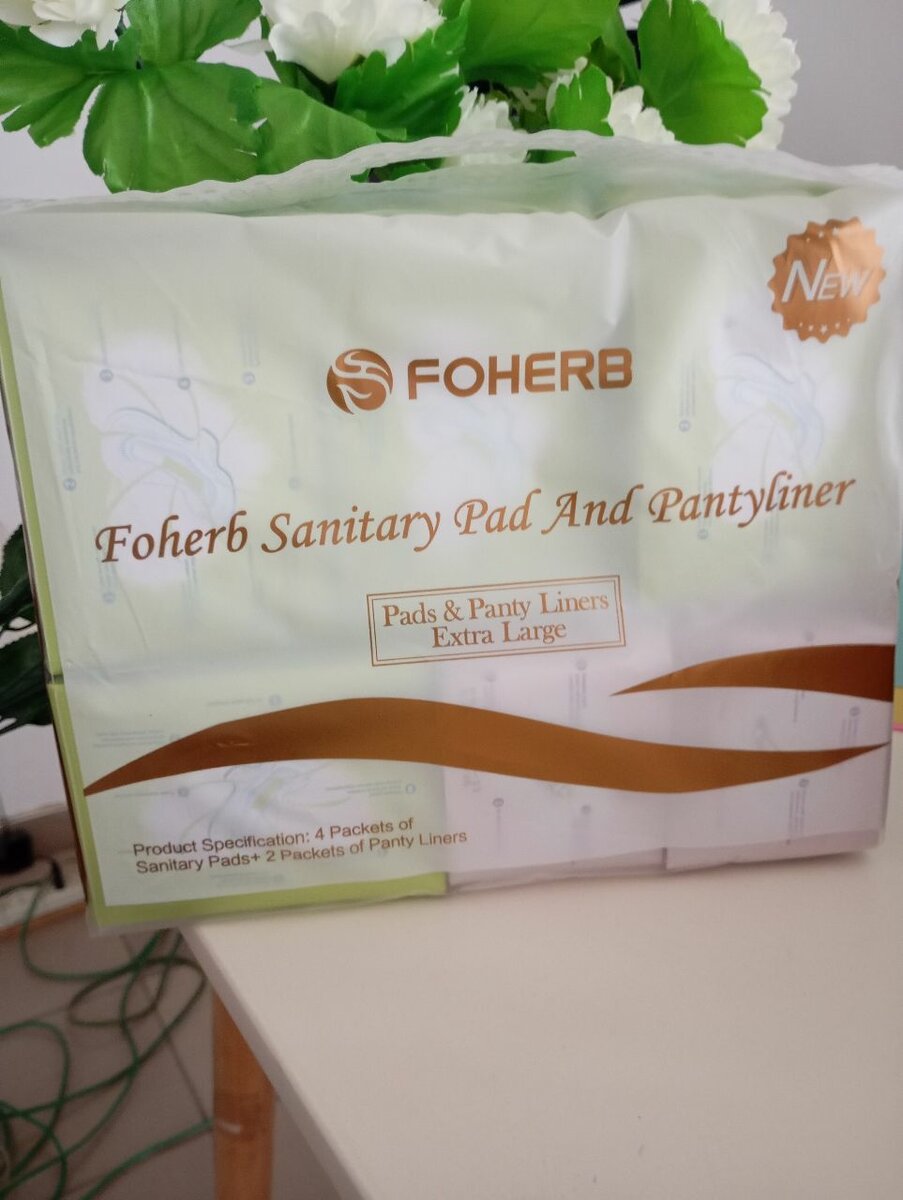 NEW
FOHERB
Foherb Sanitary Pad And Pantyliner
Pads & Panty Liners
Extra Large
Product Specification: 4 Packets of
Sanitary Pads+ 2 Packets of Panty Liners